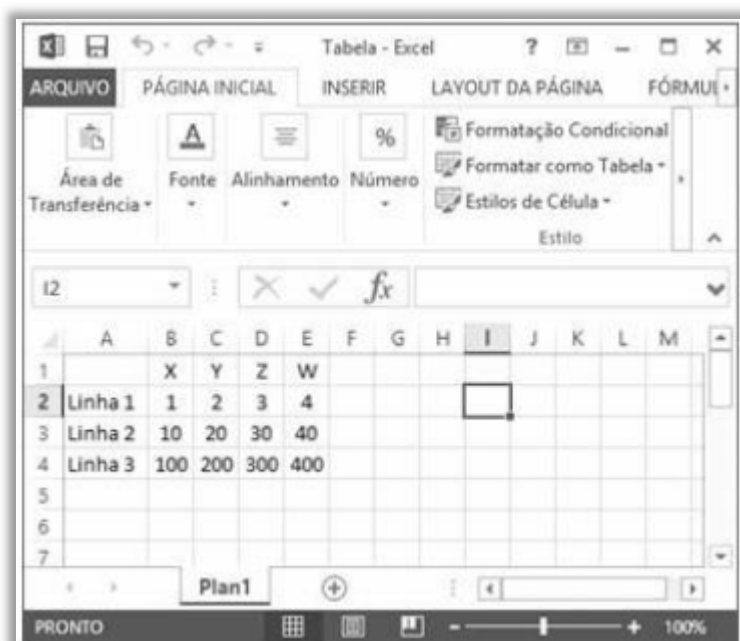 Tabela - Excel ?
ARQUIVO PÁGINA INICIAL INSERIR LAYOUT DA PÁGINA FÓRMUL
Área de Transferência
Fonte
Alinhamento
%
Número
Formatação Condicional
Formatar como Tabela
Estilos de Célula
Estilo
I2 fx
A B C D E F G H I J K L M
1 X Y Z W
2 Linha 1 1 2 3 4
3 Linha 2 10 20 30 40
4 Linha 3 100 200 300 400
5
6
7
Plan1
PRONTO 100%